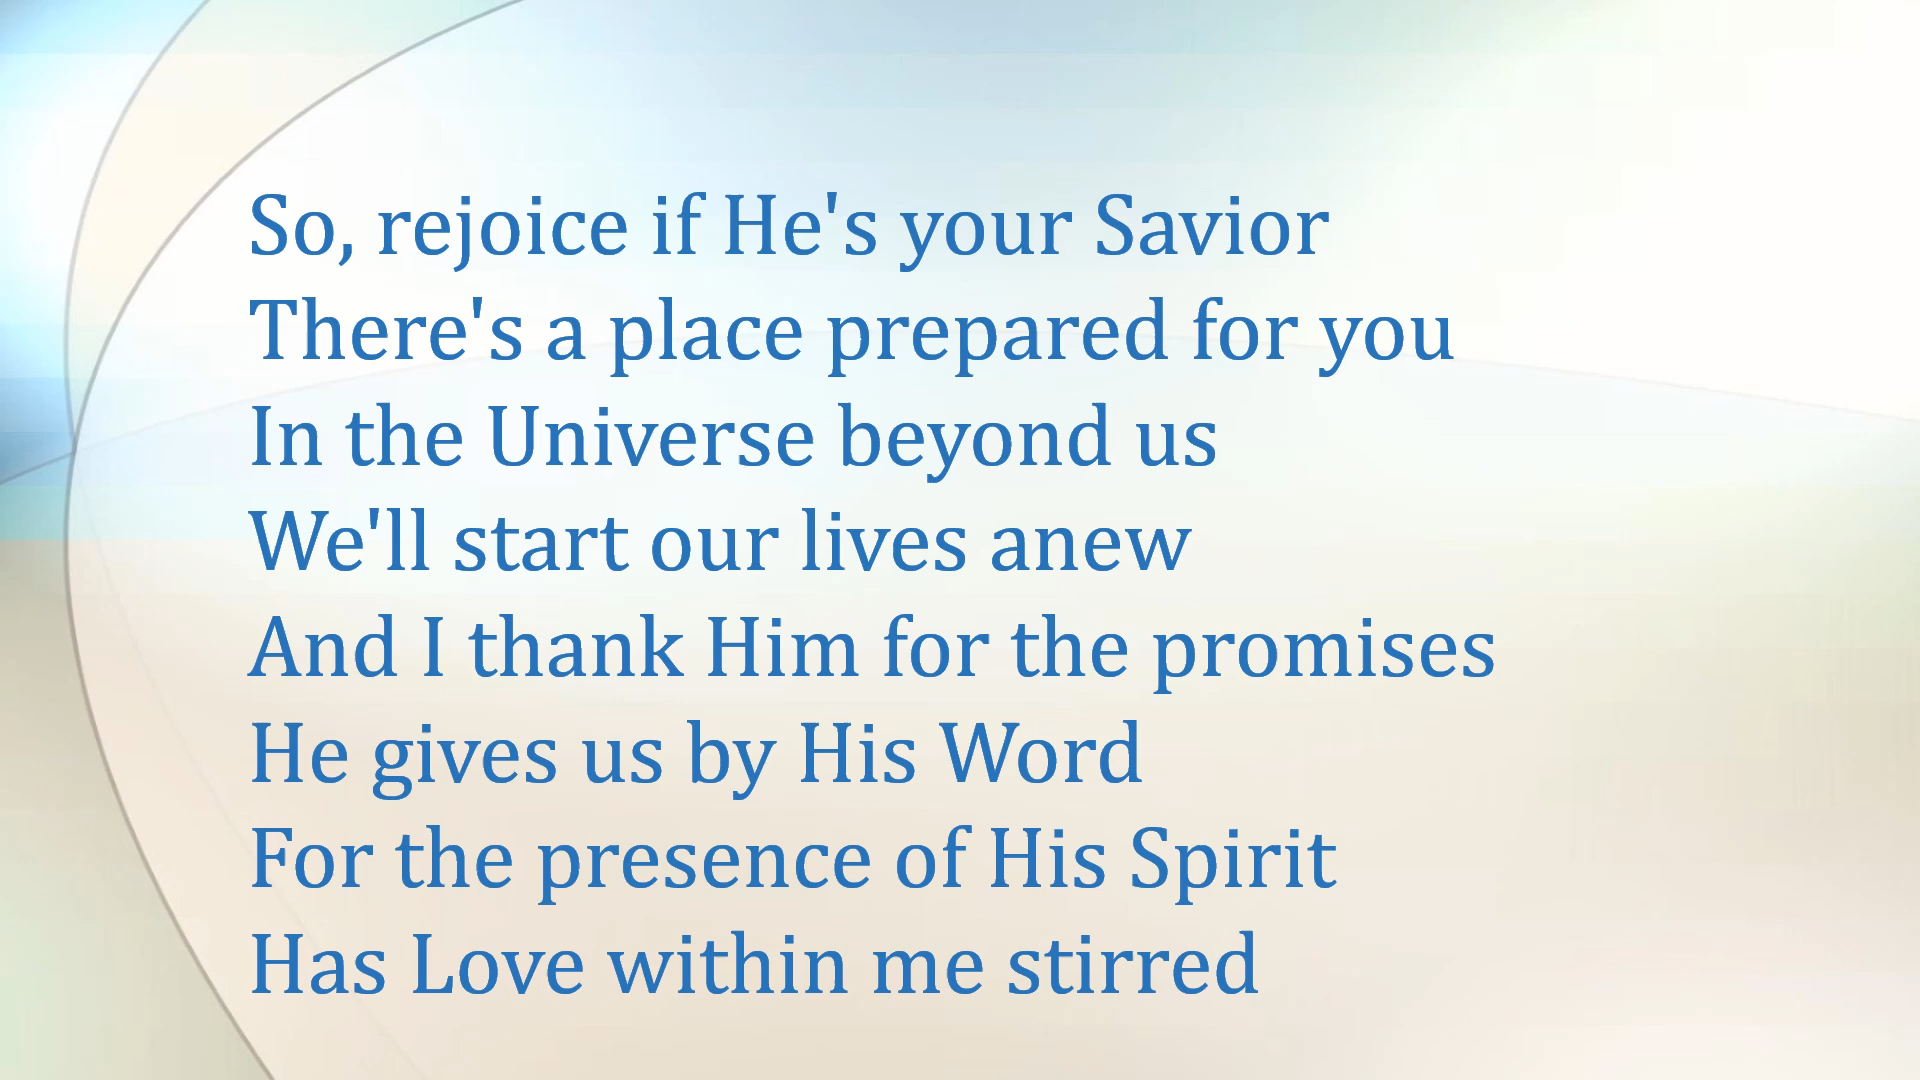 So, rejoice if He's your Savior
There's a place prepared for you
In the Universe beyond us
We'll start our lives anew
And I thank Him for the promises
He gives us by His Word
For the presence of His Spirit
Has Love within me stirred